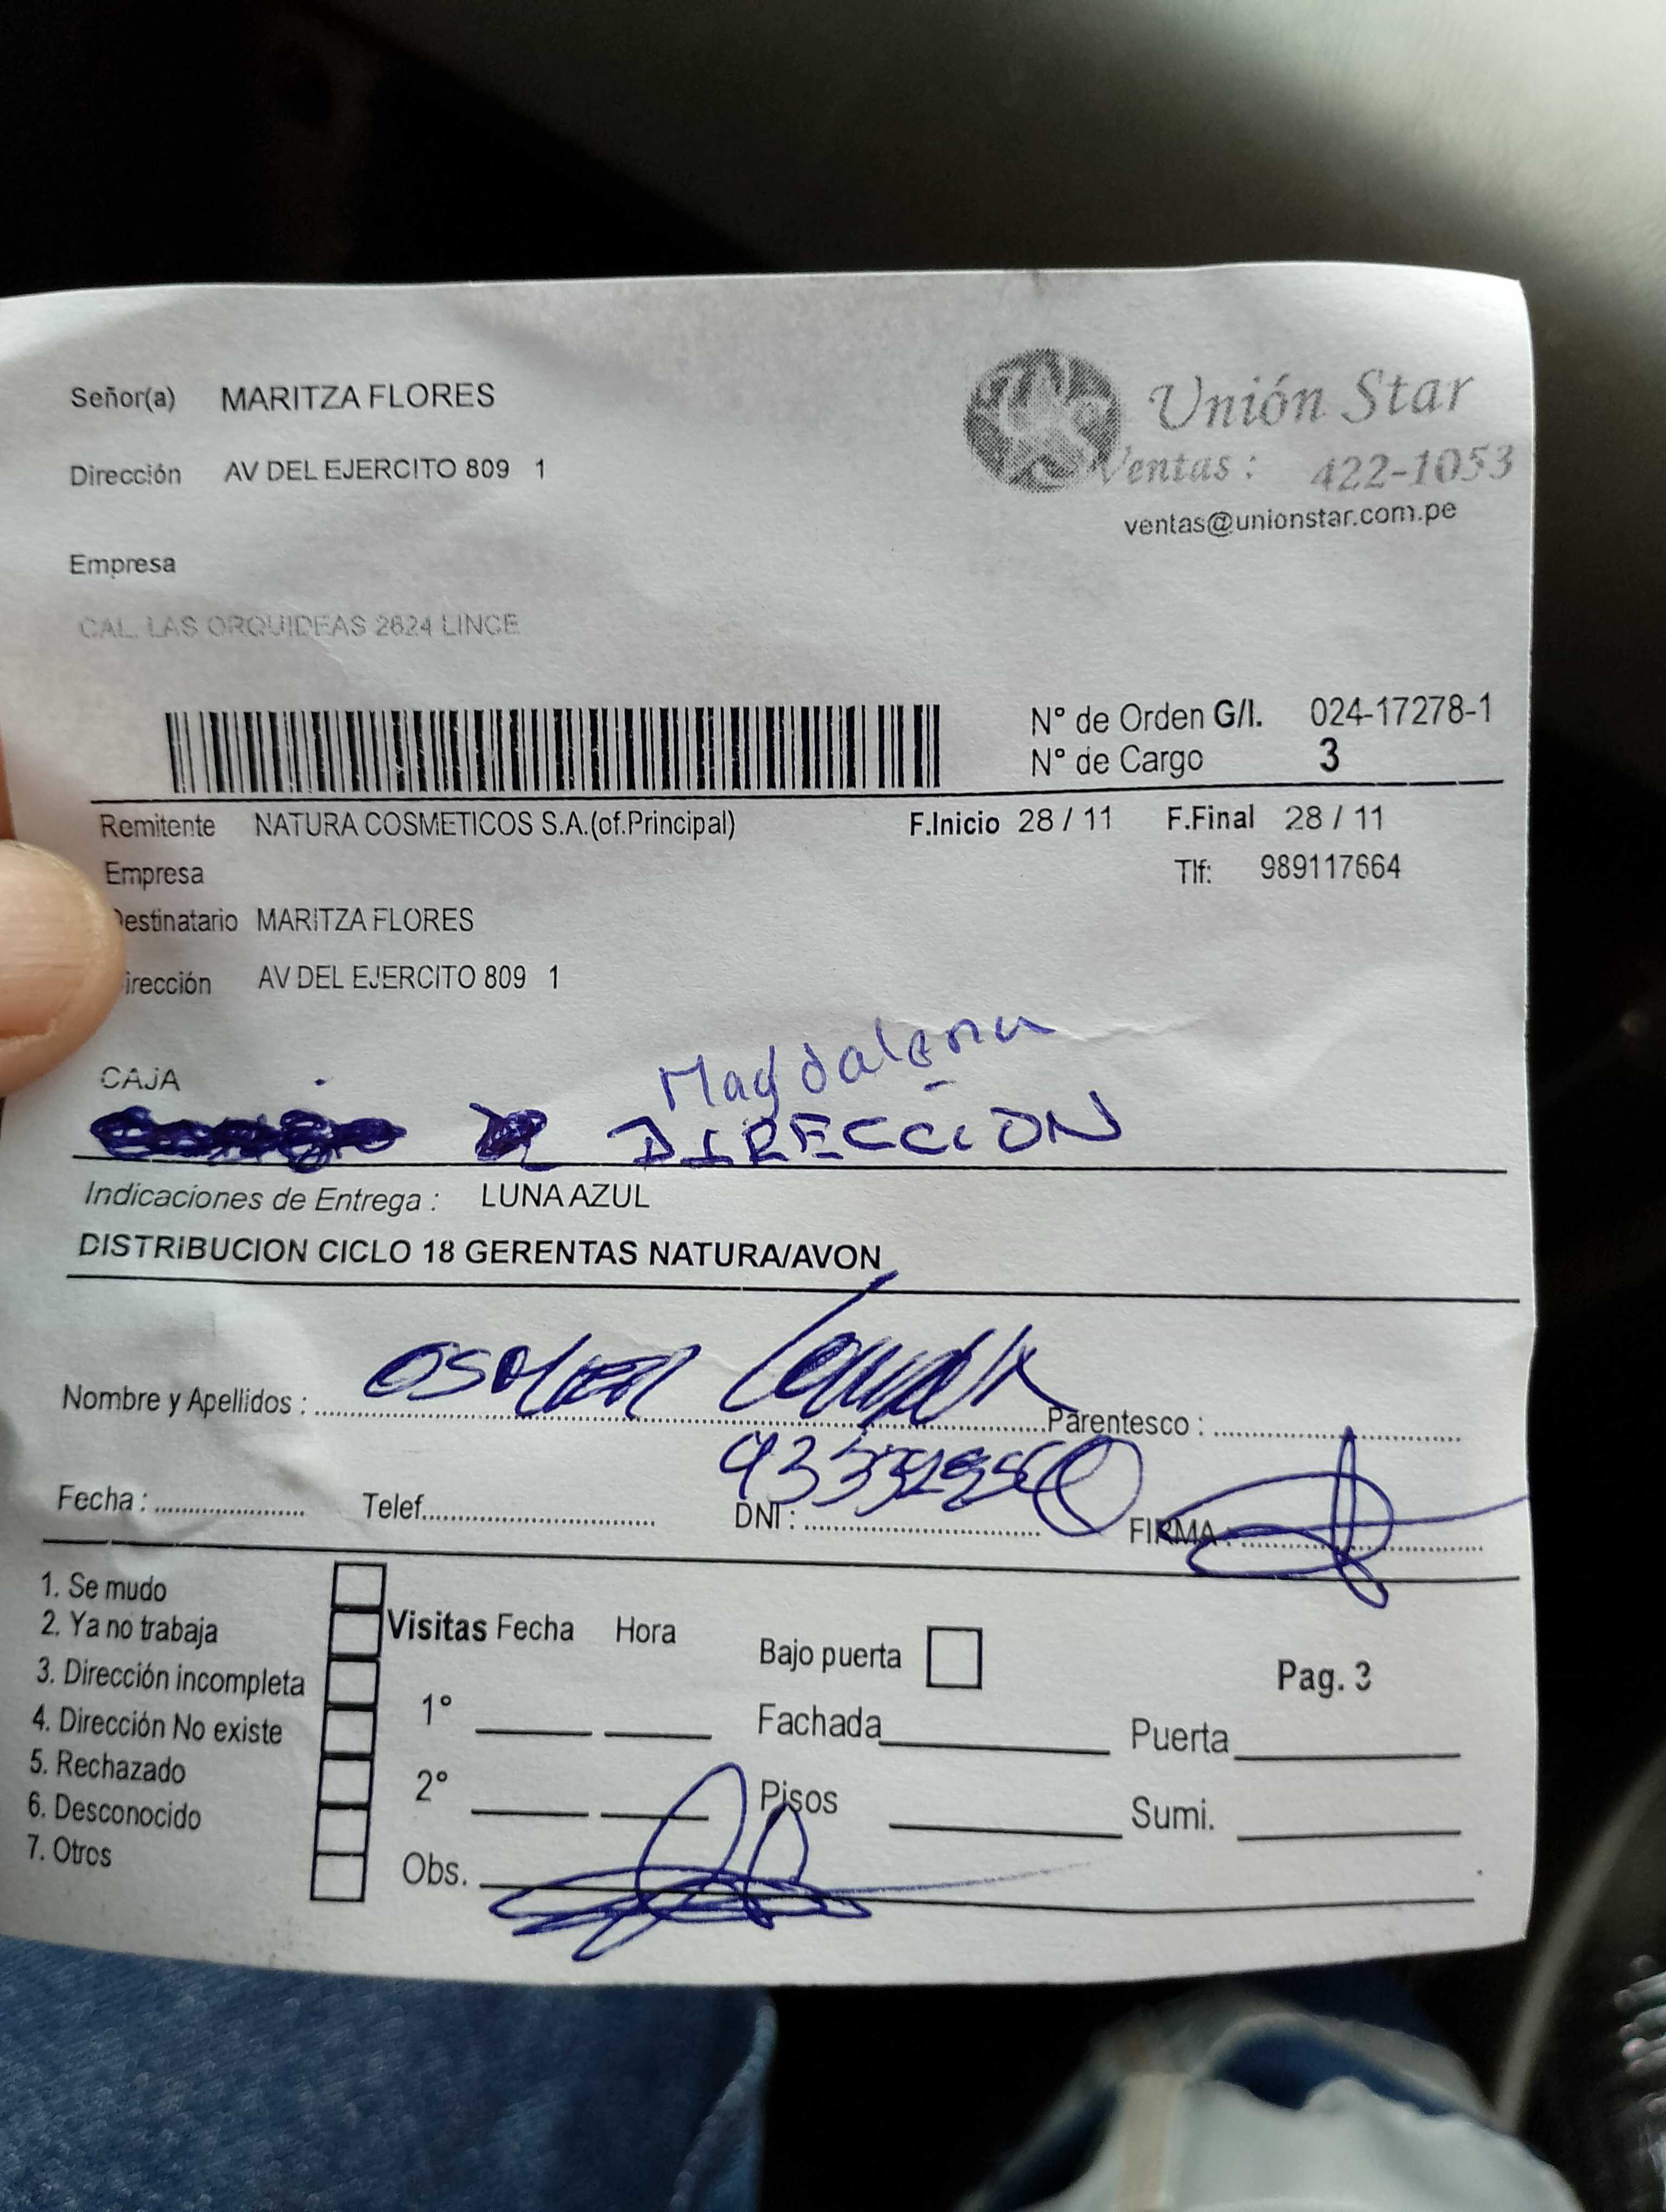 Señor(a) MARITZA FLORES
Unión Star
Dirección AV DEL EJERCITO 809 1
Ventas : 422-1053
ventas@unionstar.com.pe
Empresa
CAL. LAS ORQUIDEAS 2624 LINCE
N° de Orden G/I. 024-17278-1
N° de Cargo 3
Remitente NATURA COSMETICOS S.A.(of.Principal) F.Inicio 28 / 11 F.Final 28 / 11
Empresa Tlf: 989117664
Destinatario MARITZA FLORES
Dirección AV DEL EJERCITO 809 1
Magdalena
CAJA
DIRECCION
Indicaciones de Entrega : LUNA AZUL
DISTRIBUCION CICLO 18 GERENTAS NATURA/AVON
Nombre y Apellidos : Parentesco :
Fecha : Telef. DNI : FIRMA :
1. Se mudo
2. Ya no trabaja
3. Dirección incompleta
4. Dirección No existe
5. Rechazado
6. Desconocido
7. Otros
Visitas Fecha Hora
1°
2°
Obs.
Bajo puerta
Fachada
Pisos
Pag. 3
Puerta
Sumi.